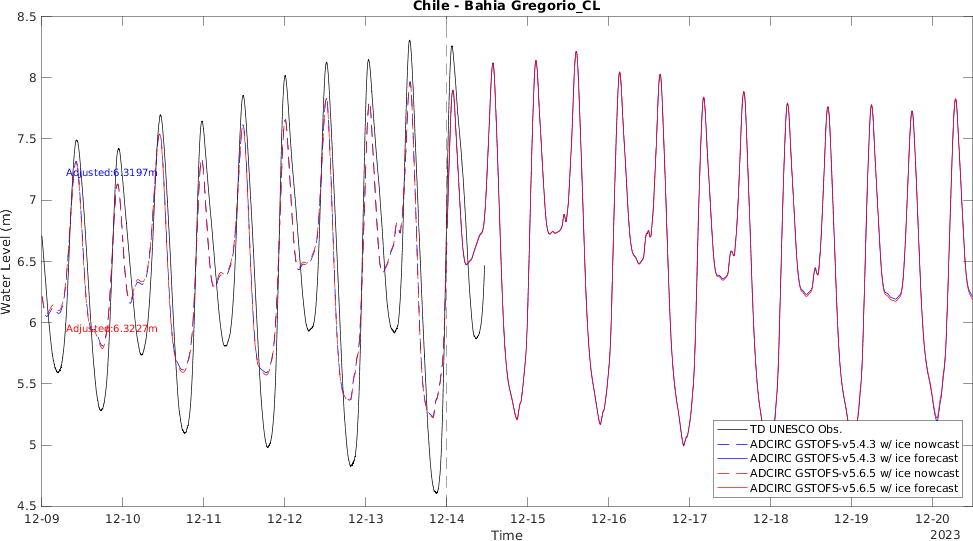 Chile - Bahia Gregorio_CL
8.5
8
7.5
7
6.5
6
5.5
5
4.5
Water Level (m)
Adjusted:6.3197m
Adjusted:6.3227m
TD UNESCO Obs.
ADCIRC GSTOFS-v5.4.3 w/ ice nowcast
ADCIRC GSTOFS-v5.4.3 w/ ice forecast
ADCIRC GSTOFS-v5.6.5 w/ ice nowcast
ADCIRC GSTOFS-v5.6.5 w/ ice forecast
12-09 12-10 12-11 12-12 12-13 12-14 12-15 12-16 12-17 12-18 12-19 12-20
2023
Time